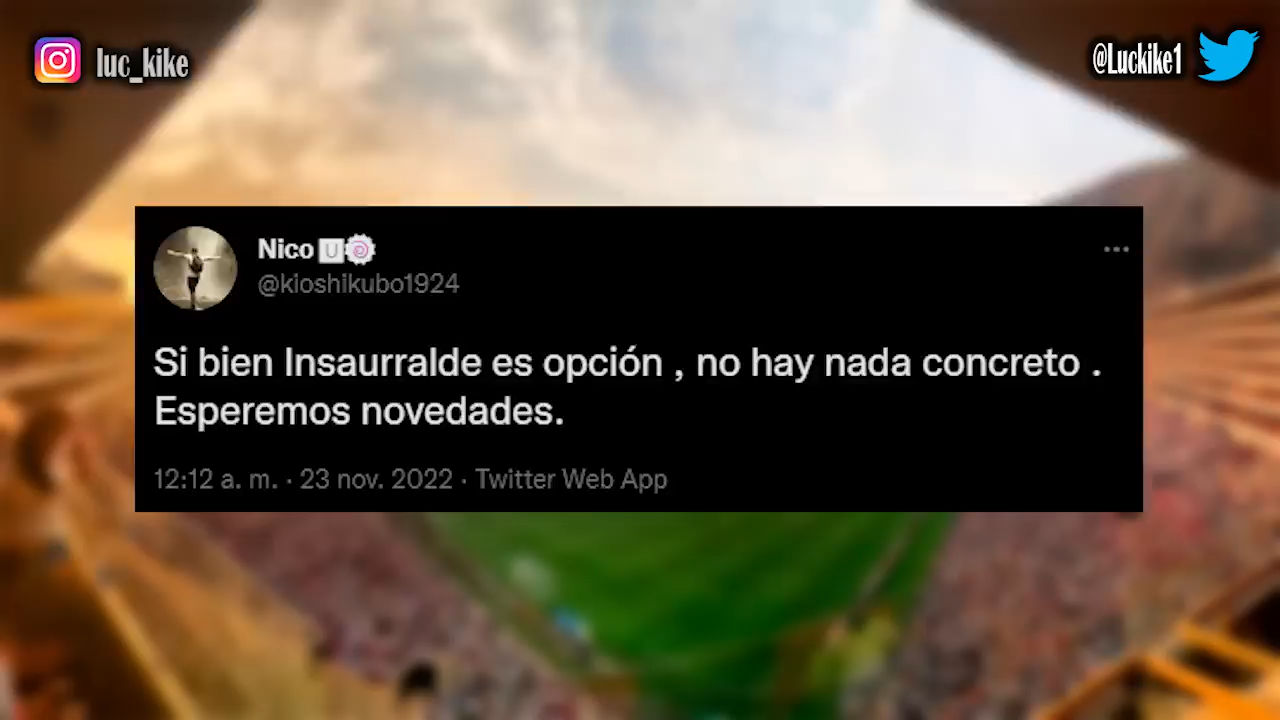 luc_kike
@Luckike1
Nico U
@kioshikubo1924
Si bien Insaurralde es opción , no hay nada concreto .
Esperemos novedades.
12:12 a. m. · 23 nov. 2022 · Twitter Web App